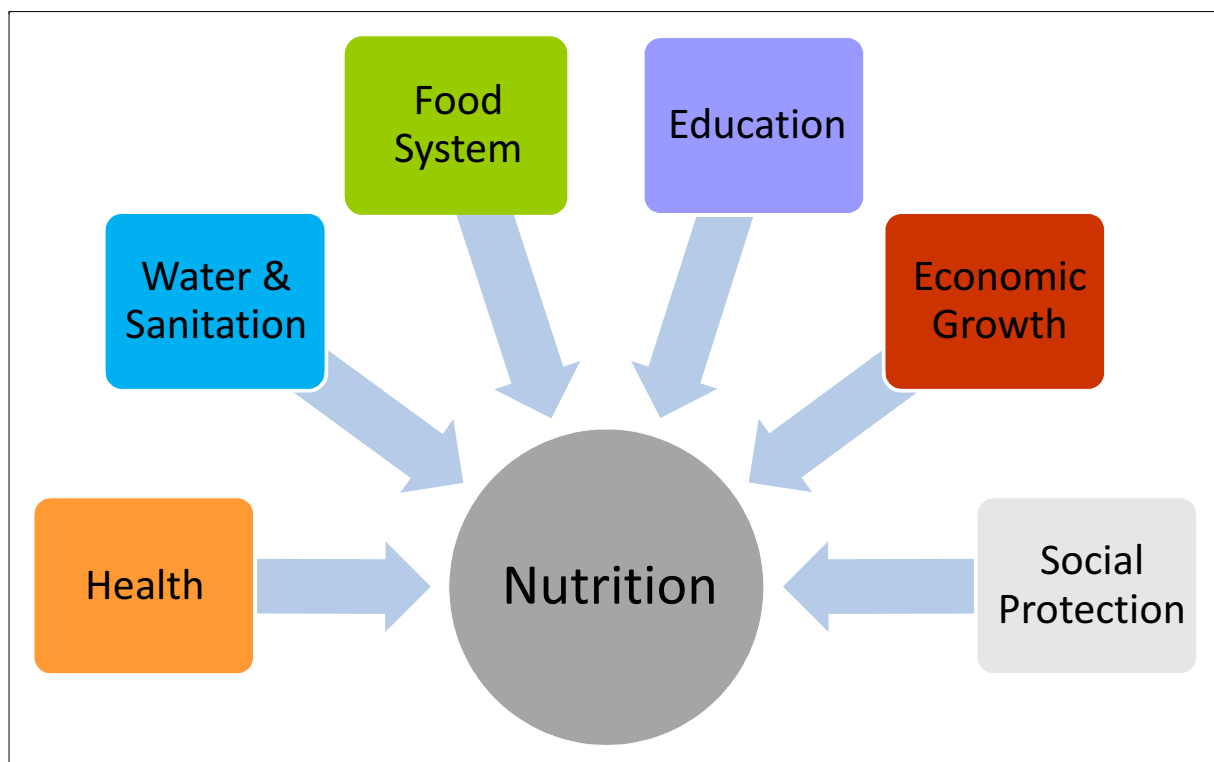 Food
System
Education
Water &
Sanitation
Economic
Growth
Health
Nutrition
Social
Protection